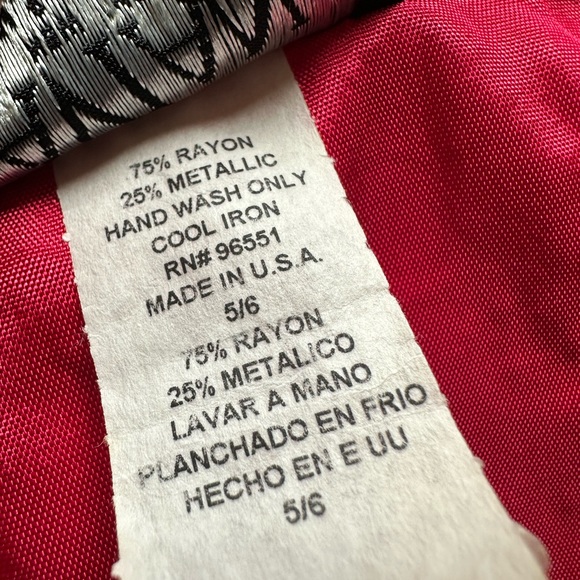 75% RAYON
25% METALLIC
HAND WASH ONLY
COOL IRON
RN# 96551
MADE IN U.S.A.
5/6
75% RAYON
25% METALICO
LAVAR A MANO
PLANCHADO EN FRIO
HECHO EN E UU
5/6